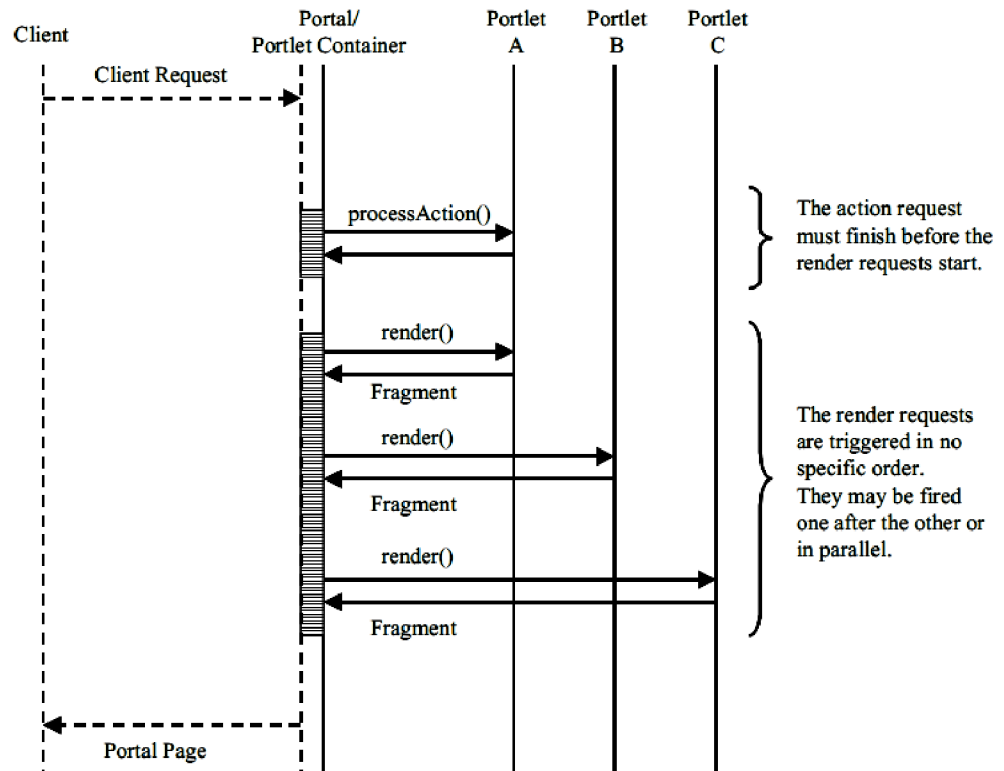 Client
Portal/
Portlet Container
Portlet
A
Portlet
B
Portlet
C
Client Request
processAction()
The action request
must finish before the
render requests start.
render()
Fragment
render()
Fragment
render()
Fragment
The render requests
are triggered in no
specific order.
They may be fired
one after the other or
in parallel.
Portal Page